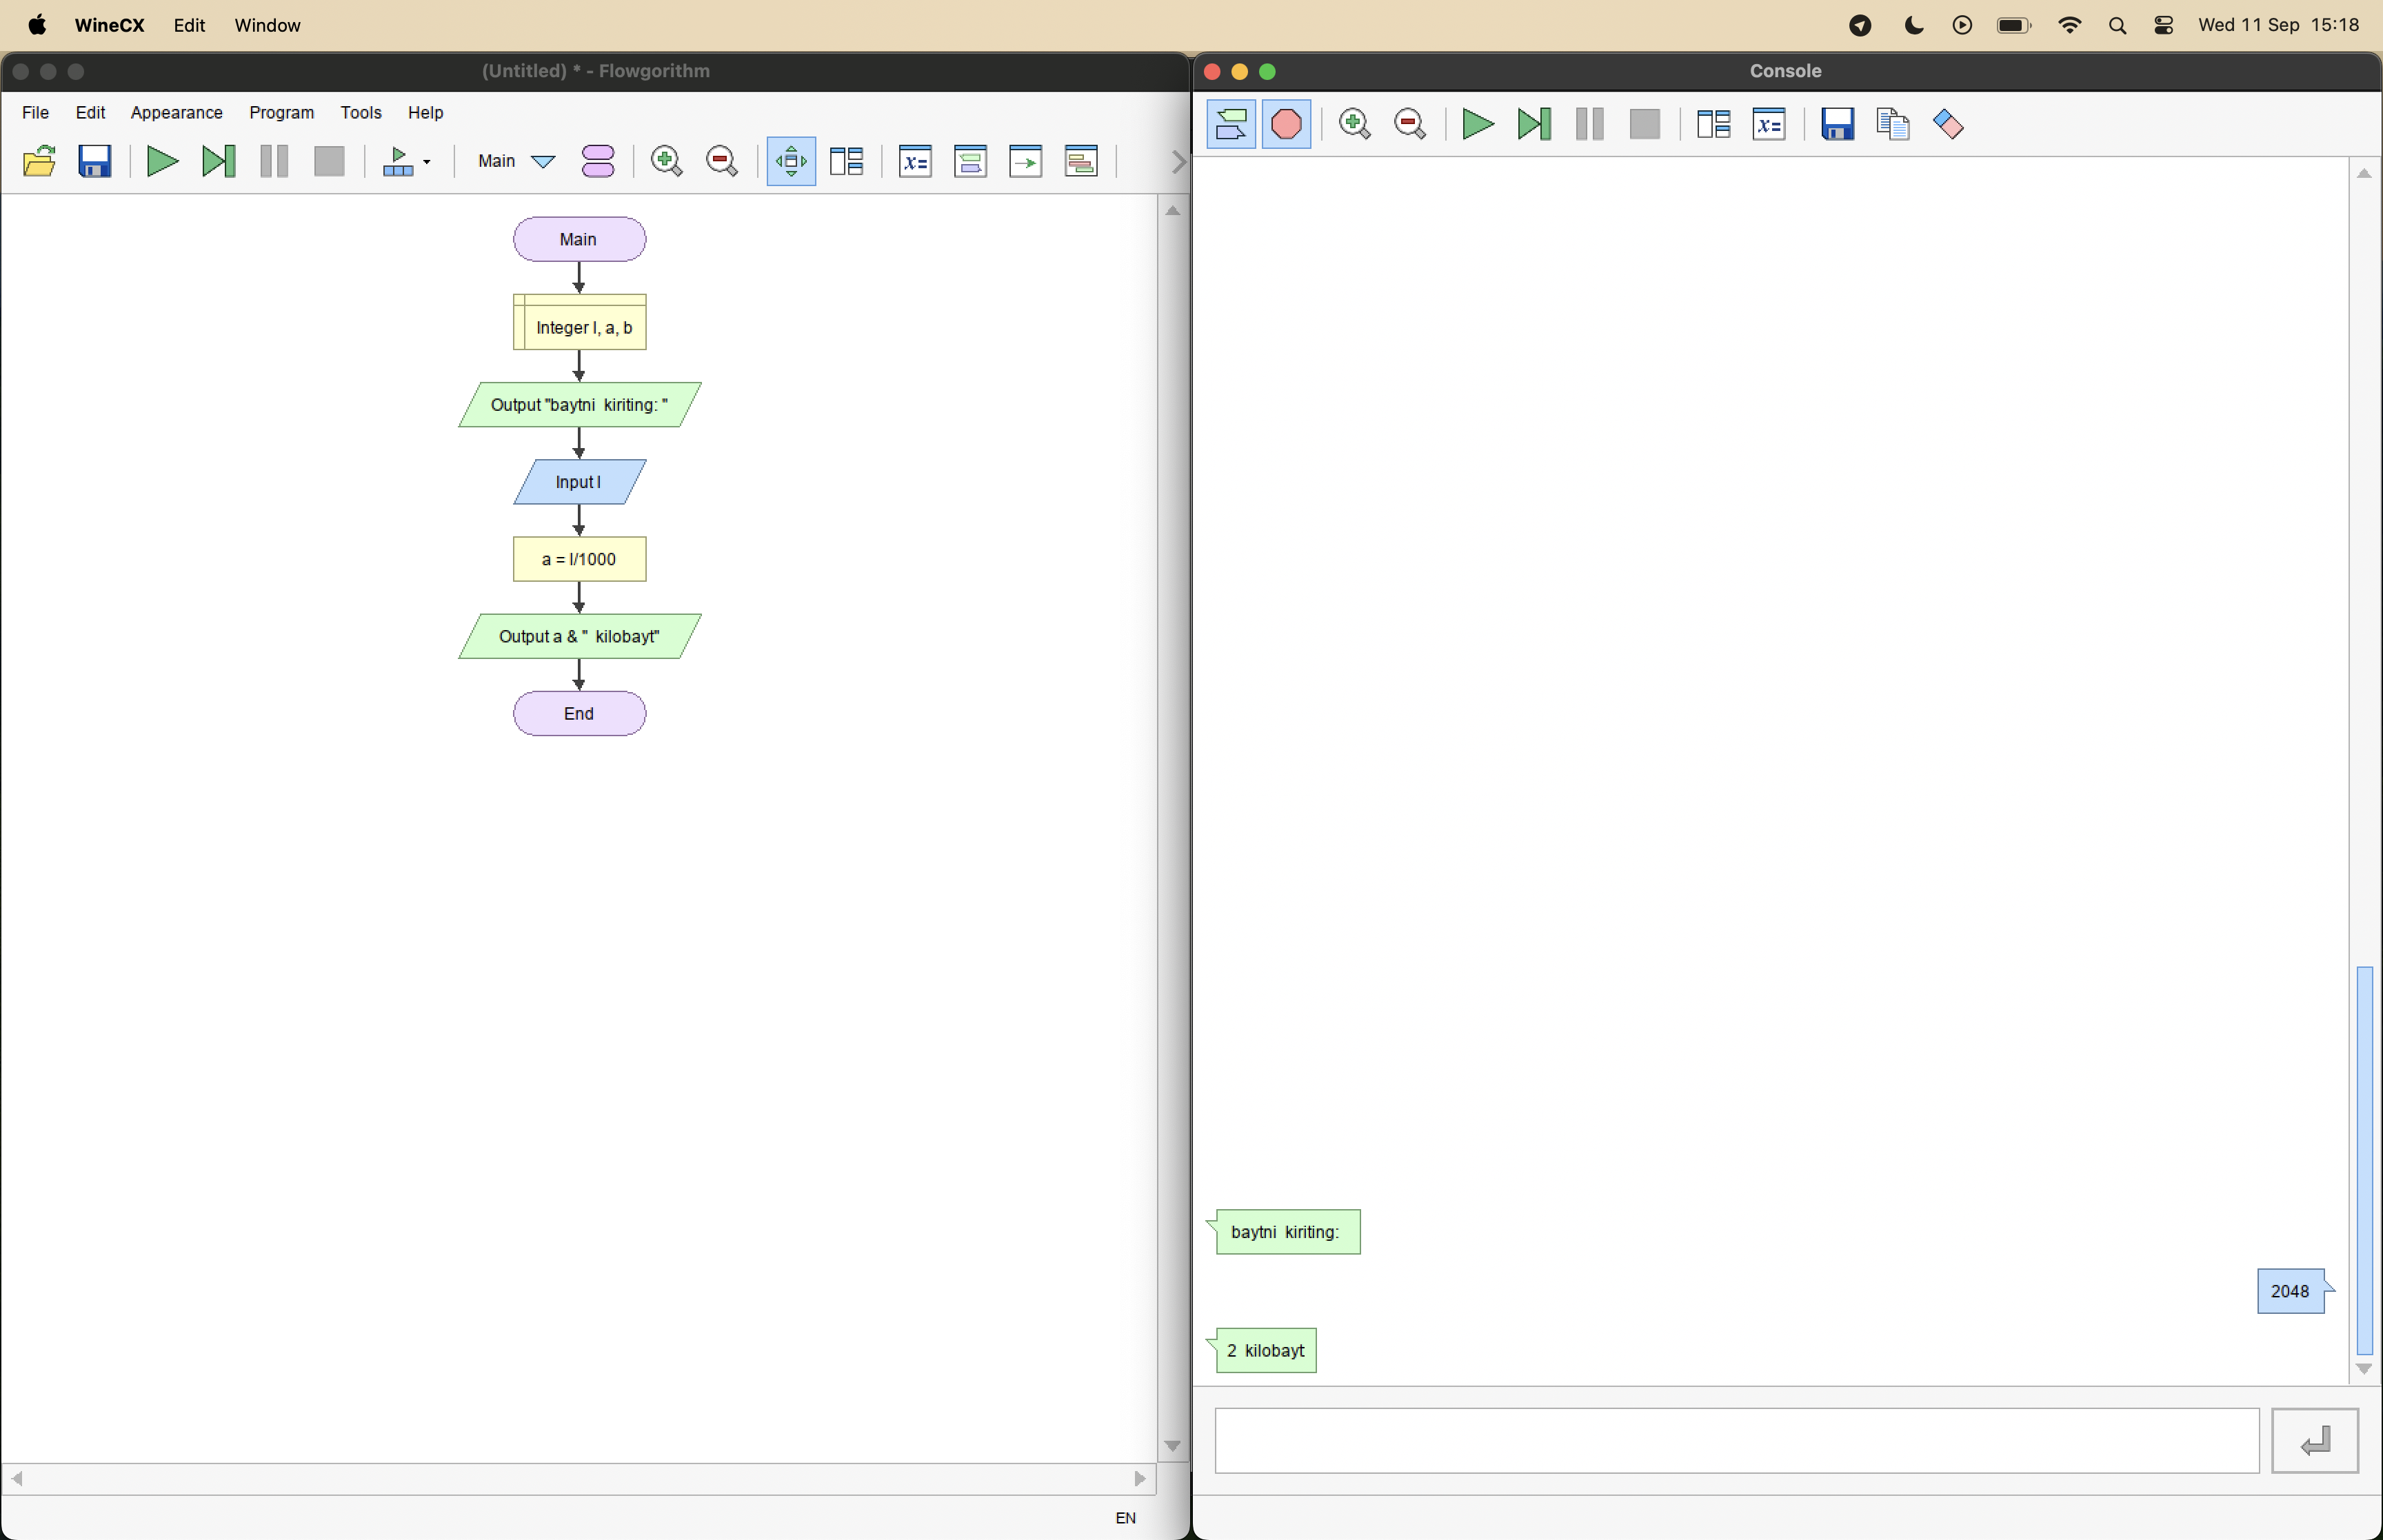 WineCX Edit Window Wed 11 Sep 15:18
(Untitled) * - Flowgorithm
File Edit Appearance Program Tools Help
Main
x=
Main
Integer l, a, b
Output "baytni kiriting: "
Input l
a = l/1000
Output a & " kilobayt"
End
EN
Console
x=
baytni kiriting:
2048
2 kilobayt